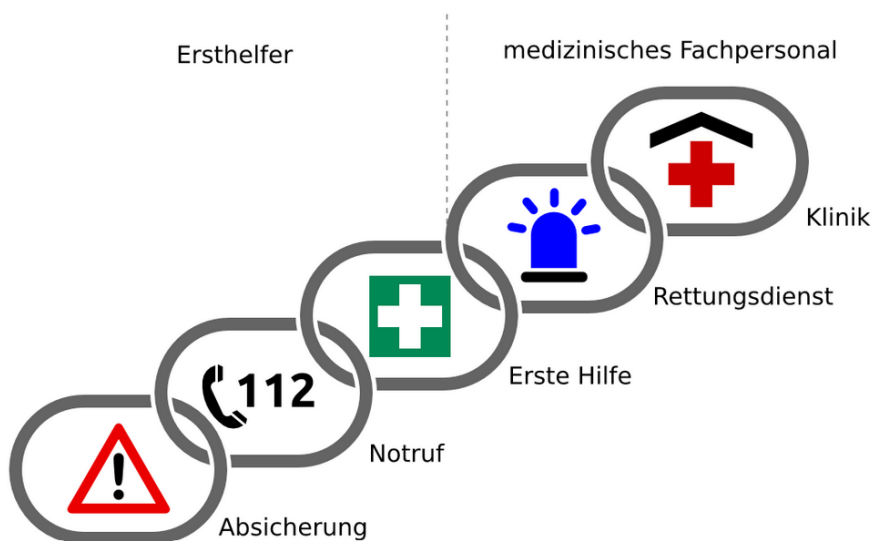 Ersthelfer
medizinisches Fachpersonal
Klinik
Rettungsdienst
Erste Hilfe
112
Notruf
Absicherung